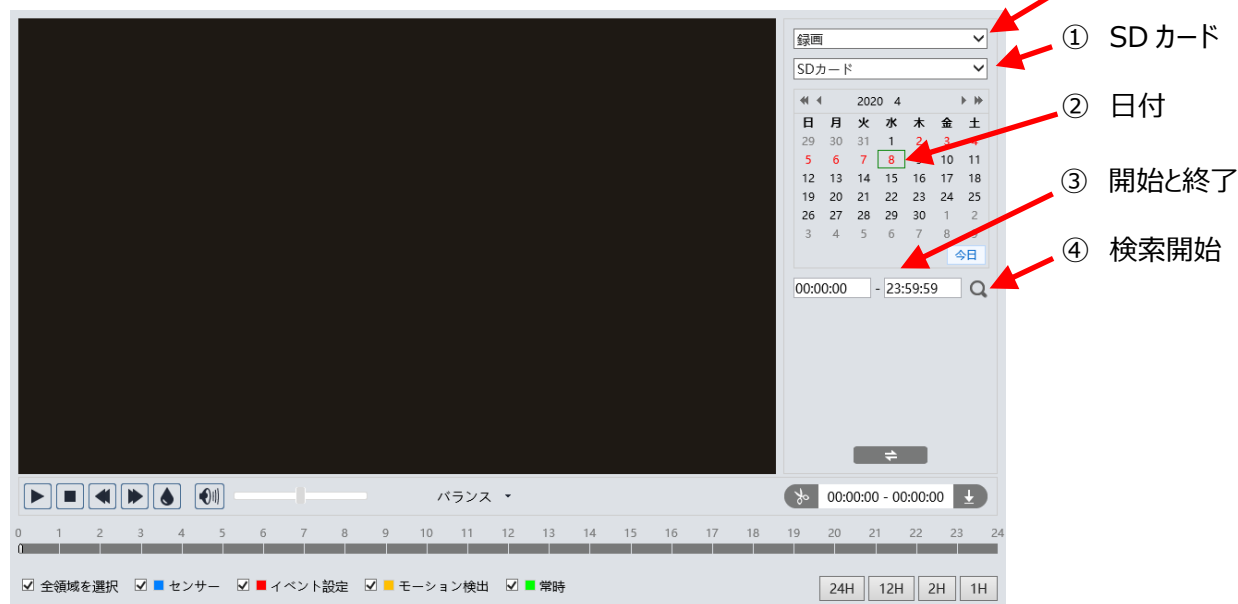 録画
① SD カード
SDカード
② 日付
2020 4
日 月 火 水 木 金 土
29 30 31 1 2 3 4
5 6 7 8 9 10 11
12 13 14 15 16 17 18
19 20 21 22 23 24 25
26 27 28 29 30 1 2
3 4 5 6 7 8
今日
③ 開始と終了
④ 検索開始
00:00:00 - 23:59:59
バランス
00:00:00 - 00:00:00
0 1 2 3 4 5 6 7 8 9 10 11 12 13 14 15 16 17 18 19 20 21 22 23 24
全領域を選択 センサー イベント設定 モーション検出 常時
24H 12H 2H 1H